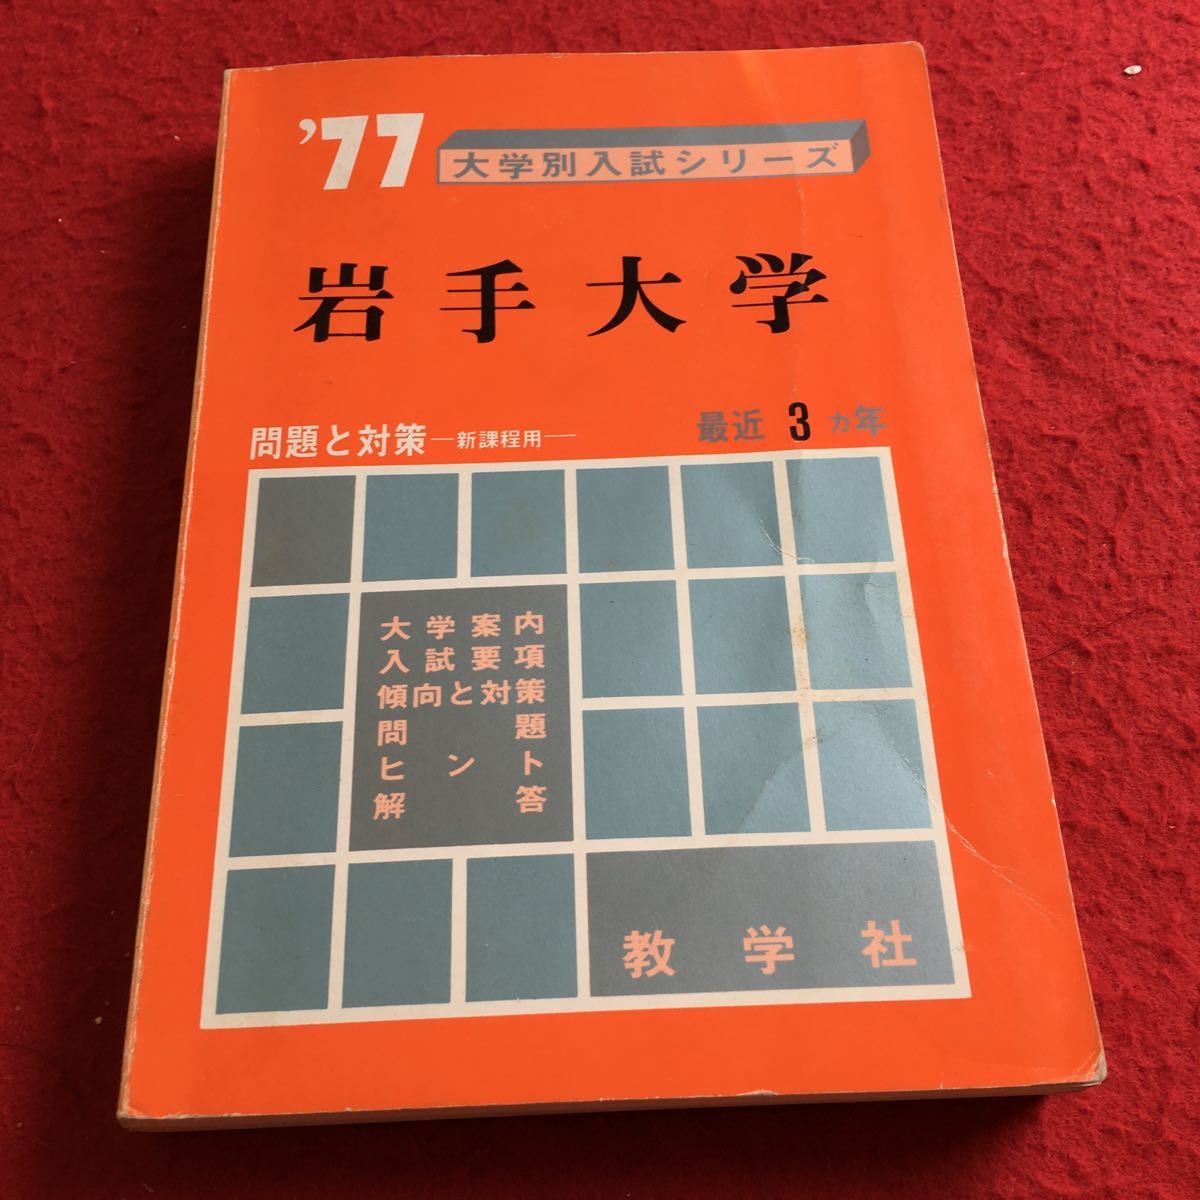 '77
大学別入試シリーズ
岩手大学
問題と対策―新課程用―
最近 3 ヵ年
大学案内
入試要項
傾向と対策
問題
ヒント
解答
教学社